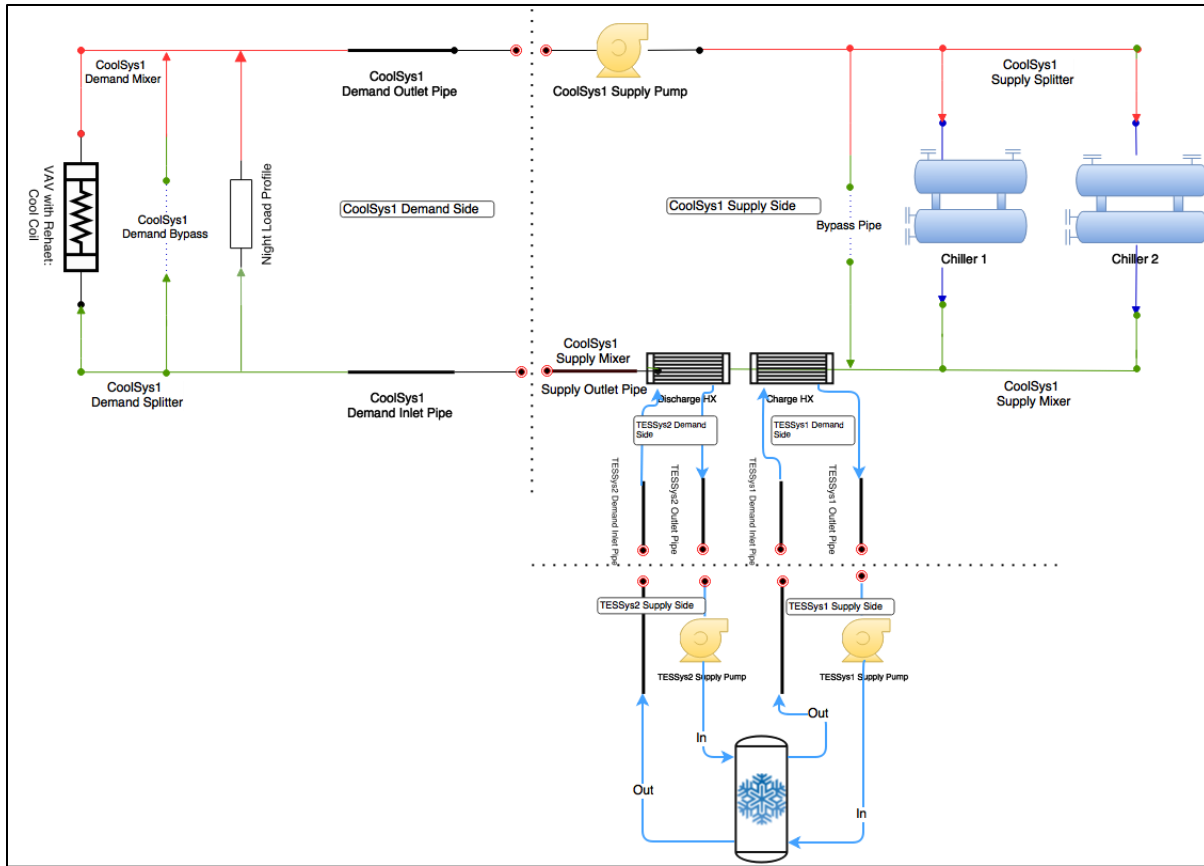 CoolSys1
Demand Mixer
CoolSys1
Demand Outlet Pipe
CoolSys1 Supply Pump
CoolSys1
Supply Splitter
VAV with Rehaet:
Cool Coil
CoolSys1
Demand Bypass
Night Load Profile
CoolSys1 Demand Side
CoolSys1 Supply Side
Bypass Pipe
Chiller 1
Chiller 2
CoolSys1
Demand Splitter
CoolSys1
Demand Inlet Pipe
CoolSys1
Supply Mixer
Supply Outlet Pipe
Discharge HX
Charge HX
CoolSys1
Supply Mixer
TESSys2 Demand
Side
TESSys1 Demand
Side
TESSys2 Demand Inlet Pipe
TESSys2 Outlet Pipe
TESSys1 Demand Inlet Pipe
TESSys1 Outlet Pipe
TESSys2 Supply Side
TESSys1 Supply Side
TESSys2 Supply Pump
TESSys1 Supply Pump
Out
In
Out
In